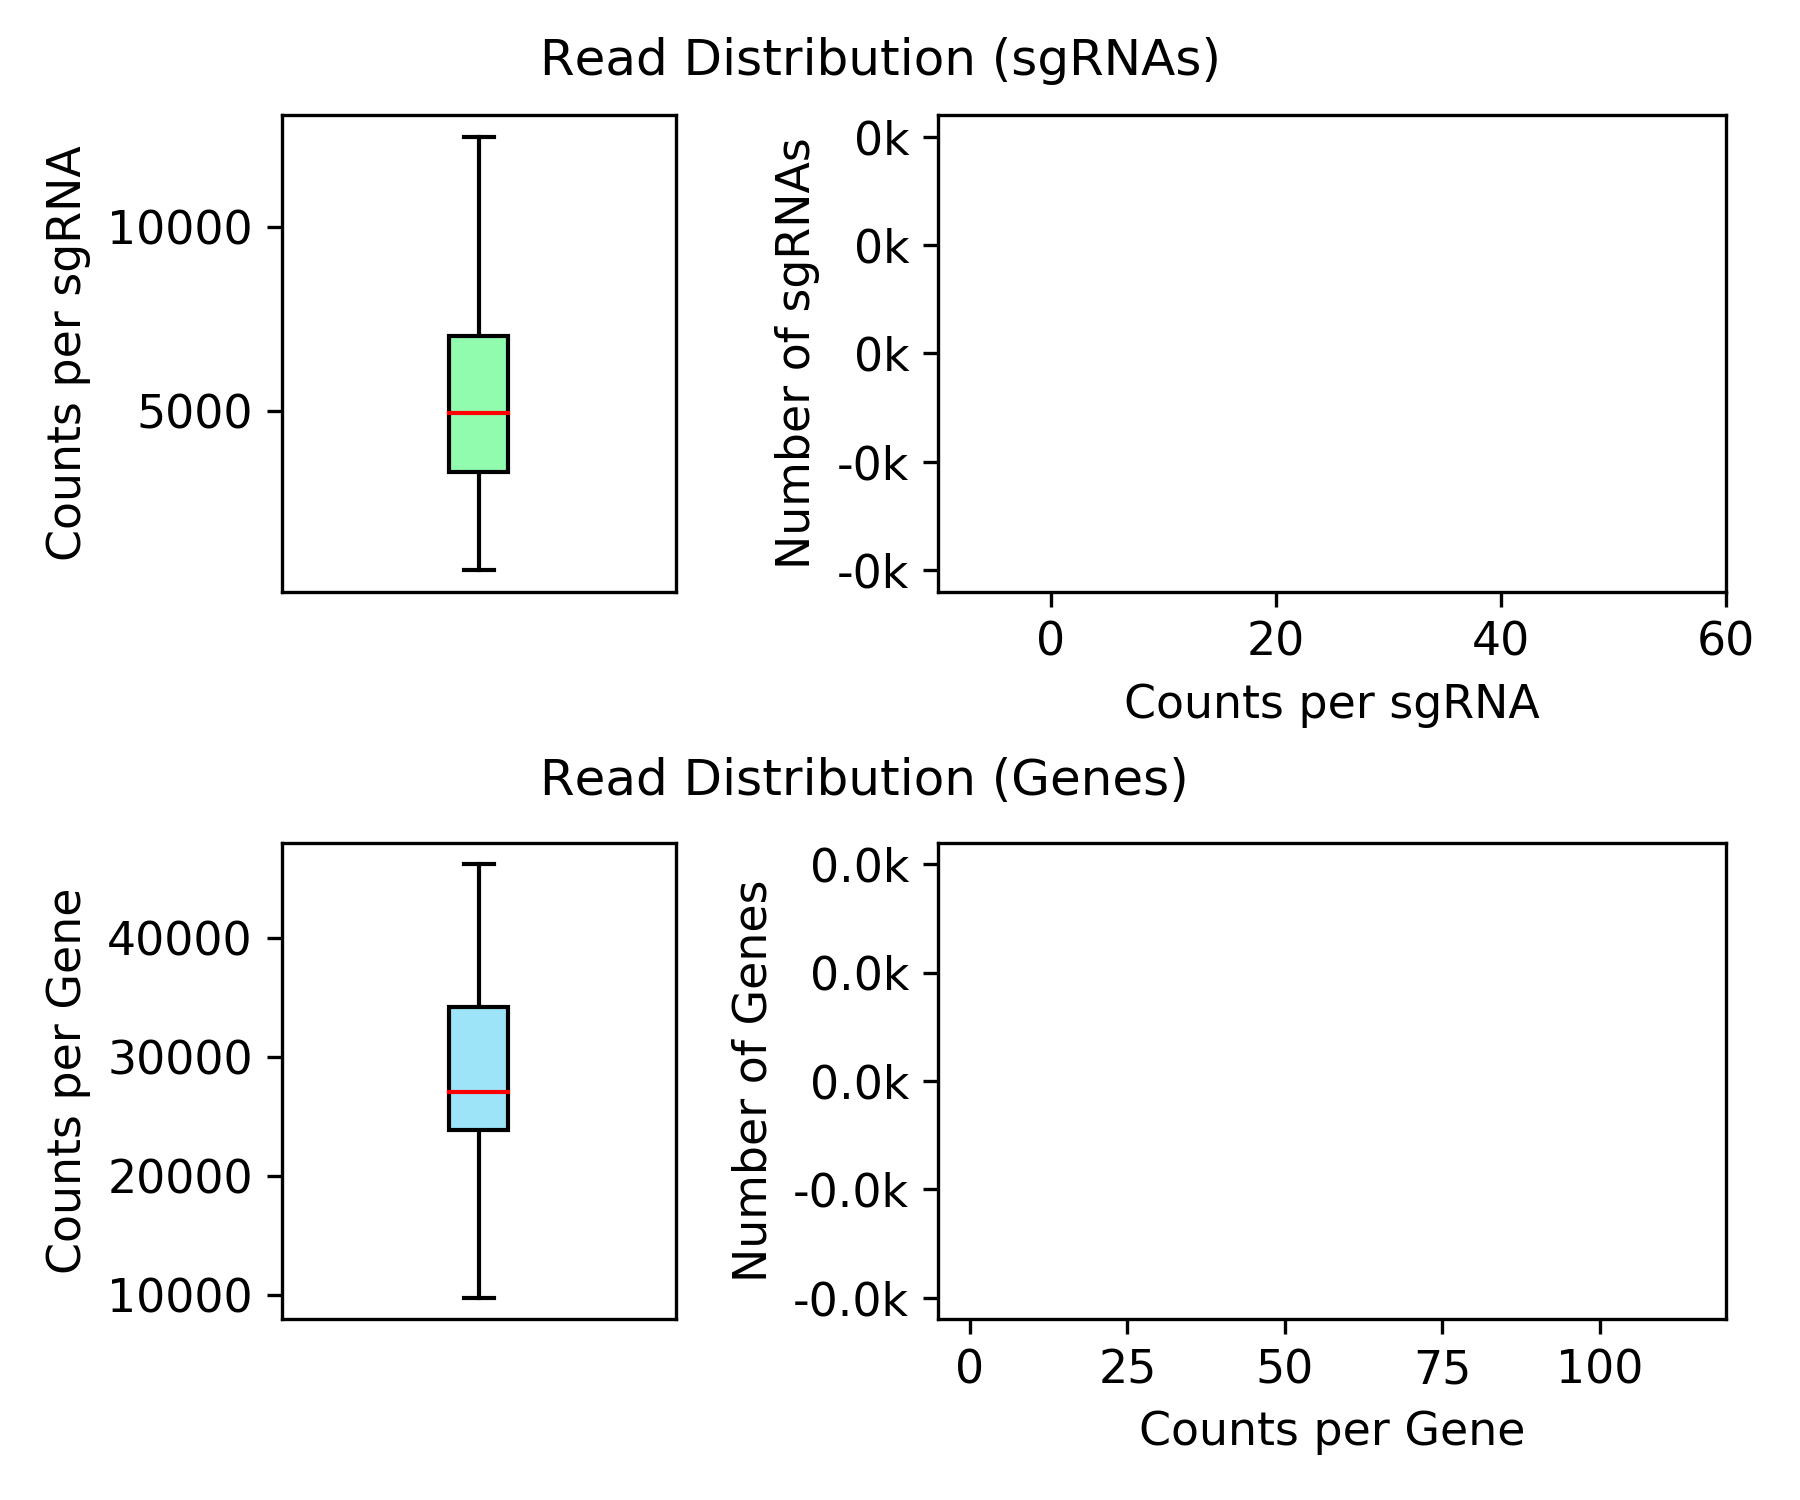 Read Distribution (sgRNAs)
Counts per sgRNA
10000
5000
Number of sgRNAs
0k
0k
0k
-0k
-0k
0 20 40 60
Counts per sgRNA
Read Distribution (Genes)
Counts per Gene
40000
30000
20000
10000
Number of Genes
0.0k
0.0k
0.0k
-0.0k
-0.0k
0 25 50 75 100
Counts per Gene